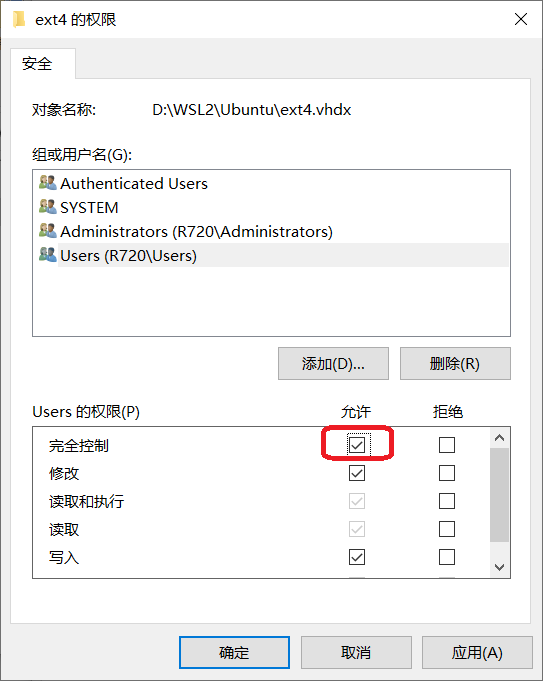 ext4 的权限
安全
对象名称: D:\WSL2\Ubuntu\ext4.vhdx
组或用户名(G):
Authenticated Users
SYSTEM
Administrators (R720\Administrators)
Users (R720\Users)
添加(D)... 删除(R)
Users 的权限(P) 允许 拒绝
完全控制
修改
读取和执行
读取
写入
确定 取消 应用(A)